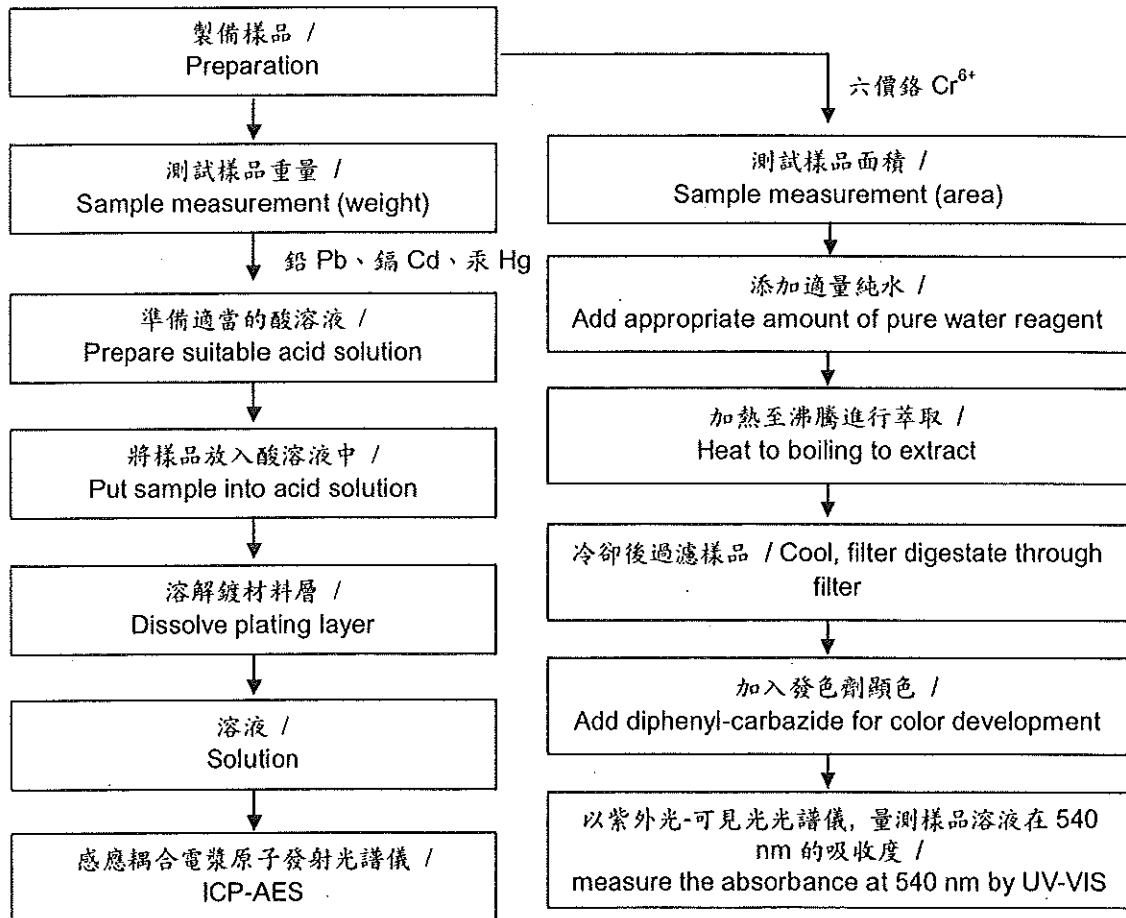 製備樣品 /
Preparation
測試樣品重量 /
Sample measurement (weight)
鉛 Pb、鎘 Cd、汞 Hg
準備適當的酸溶液 /
Prepare suitable acid solution
將樣品放入酸溶液中 /
Put sample into acid solution
溶解鍍材料層 /
Dissolve plating layer
溶液 /
Solution
感應耦合電漿原子發射光譜儀 /
ICP-AES
六價鉻 Cr⁶⁺
測試樣品面積 /
Sample measurement (area)
添加適量純水 /
Add appropriate amount of pure water reagent
加熱至沸騰進行萃取 /
Heat to boiling to extract
冷卻後過濾樣品 / Cool, filter digestate through
filter
加入發色劑顯色 /
Add diphenyl-carbazide for color development
以紫外光-可見光光譜儀, 量測樣品溶液在 540
nm 的吸收度 /
measure the absorbance at 540 nm by UV-VIS